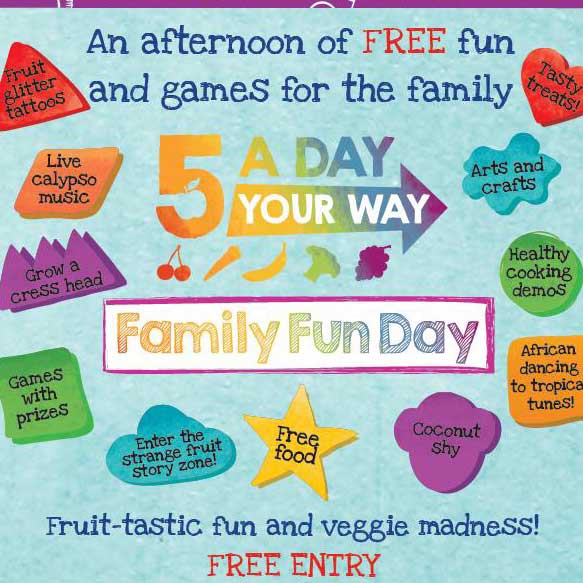 An afternoon of FREE fun
and games for the family
Fruit
glitter
tattoos
Tasty
treats!
5 A DAY
YOUR WAY
Live
calypso
music
Arts and
crafts
Grow a
cress head
Healthy
cooking
demos
Family Fun Day
Games
with
prizes
African
dancing
to tropica
tunes!
Enter the
strange fruit
story zone!
Free
food
Coconut
shy
Fruit-tastic fun and veggie madness!
FREE ENTRY